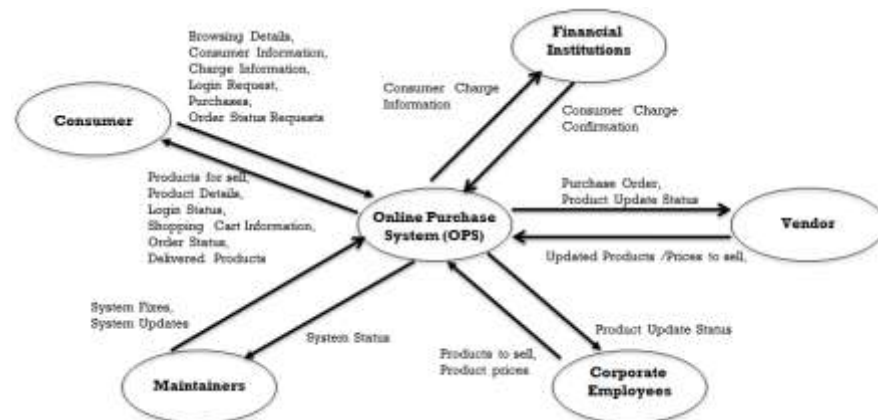 Browsing Details,
Consumer Information,
Charge Information,
Login Request,
Purchases,
Order Status Requests
Financial
Institutions
Consumer Charge
Information
Consumer Charge
Confirmation
Consumer
Products for sell,
Product Details,
Login Status,
Shopping Cart Information,
Order Status,
Delivered Products
Online Purchase
System (OPS)
Purchase Order,
Product Update Status
Vendor
Updated Products /Prices to sell,
System Fixes,
System Updates
System Status
Products to sell,
Product prices
Product Update Status
Maintainers
Corporate
Employees